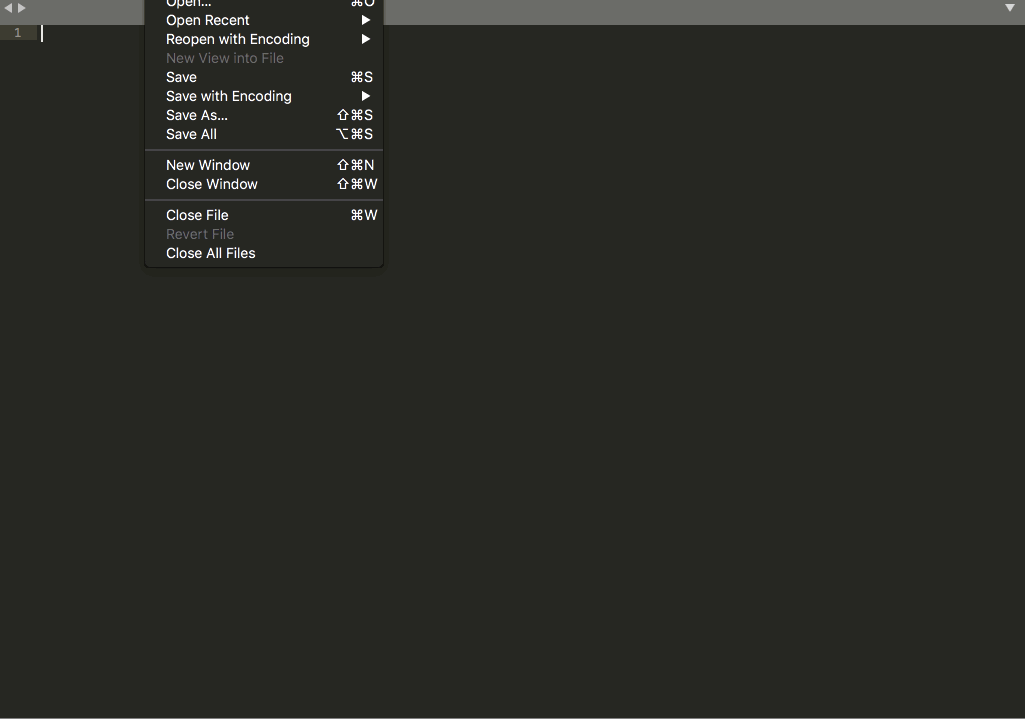 Open... ⌘O
Open Recent ▶
Reopen with Encoding ▶
New View into File
Save ⌘S
Save with Encoding ▶
Save As... ⇧⌘S
Save All ⌥⌘S
New Window ⇧⌘N
Close Window ⇧⌘W
Close File ⌘W
Revert File
Close All Files
1